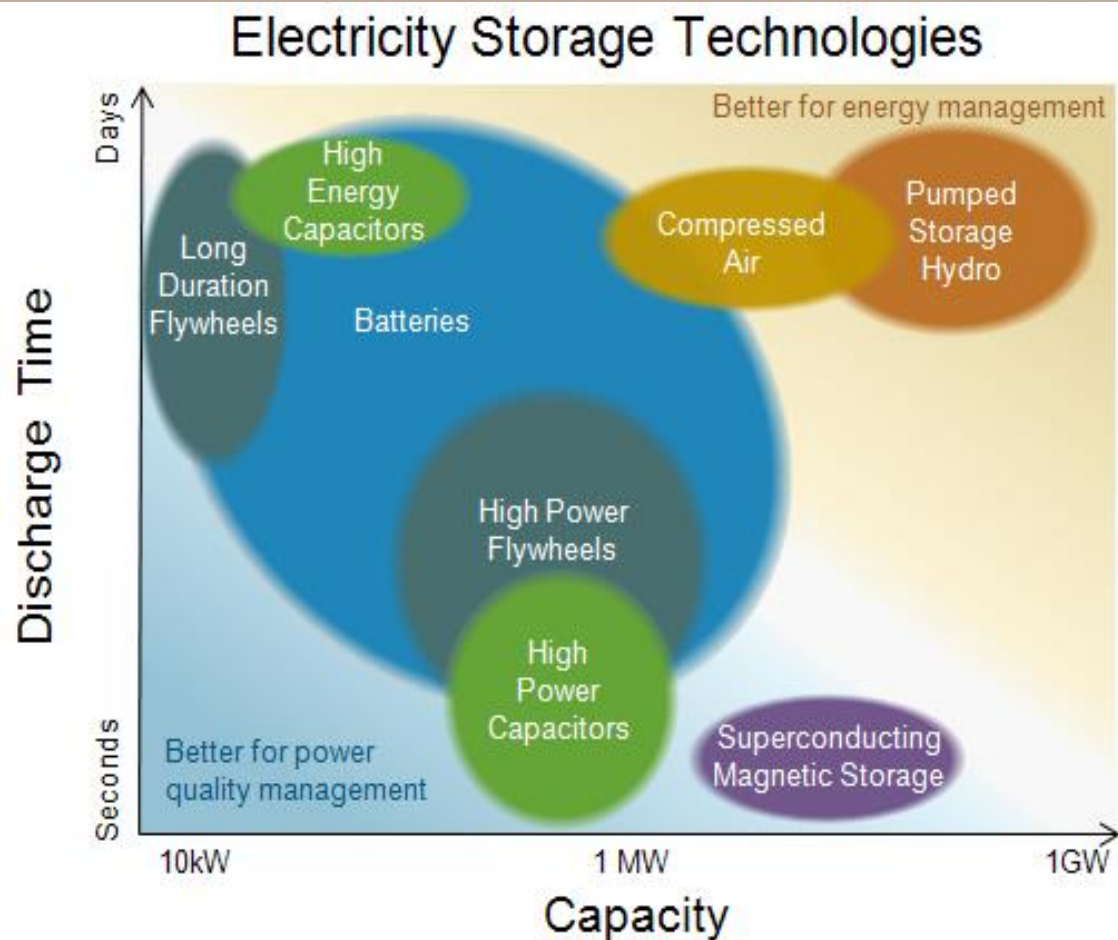 Electricity Storage Technologies
Days
Better for energy management
High
Energy
Capacitors
Long
Duration
Flywheels
Compressed
Air
Pumped
Storage
Hydro
Batteries
Discharge Time
High Power
Flywheels
High
Power
Capacitors
Superconducting
Magnetic Storage
Better for power
quality management
Seconds
10kW
1 MW
1GW
Capacity